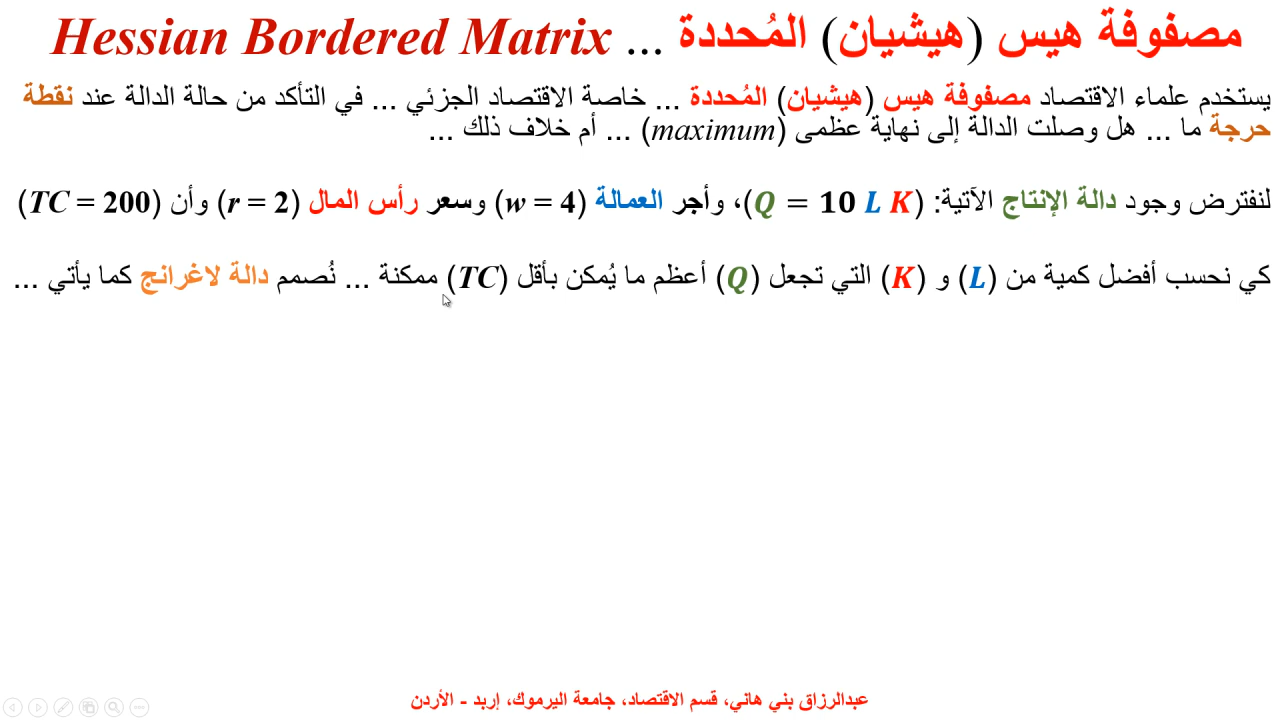 مصفوفة هيس (هيشيان) المُحددة ... Hessian Bordered Matrix
يستخدم علماء الاقتصاد مصفوفة هيس (هيشيان) المُحددة ... خاصة الاقتصاد الجزئي ... في التأكد من حالة الدالة عند نقطة
حرجة ما ... هل وصلت الدالة إلى نهاية عظمى (maximum) ... أم خلاف ذلك ...
لنفترض وجود دالة الإنتاج الآتية: (Q = 10 L K)، وأجر العمالة (w = 4) وسعر رأس المال (r = 2) وأن (TC = 200)
كي نحسب أفضل كمية من (L) و (K) التي تجعل (Q) أعظم ما يُمكن بأقل (TC) ممكنة ... نُصمم دالة لاغرانج كما يأتي ...
عبدالرزاق بني هاني، قسم الاقتصاد، جامعة اليرموك، إربد - الأردن